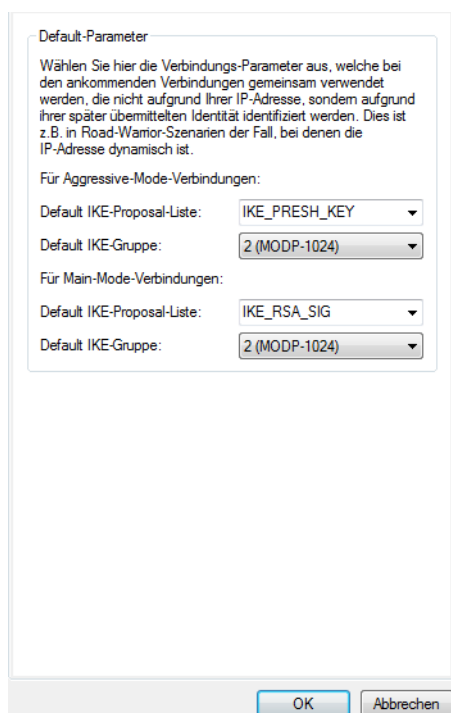 Default-Parameter
Wählen Sie hier die Verbindungs-Parameter aus, welche bei
den ankommenden Verbindungen gemeinsam verwendet
werden, die nicht aufgrund Ihrer IP-Adresse, sondern aufgrund
ihrer später übermittelten Identität identifiziert werden. Dies ist
z.B. in Road-Warrior-Szenarien der Fall, bei denen die
IP-Adresse dynamisch ist.
Für Aggressive-Mode-Verbindungen:
Default IKE-Proposal-Liste: IKE_PRESH_KEY
Default IKE-Gruppe: 2 (MODP-1024)
Für Main-Mode-Verbindungen:
Default IKE-Proposal-Liste: IKE_RSA_SIG
Default IKE-Gruppe: 2 (MODP-1024)
OK Abbrechen